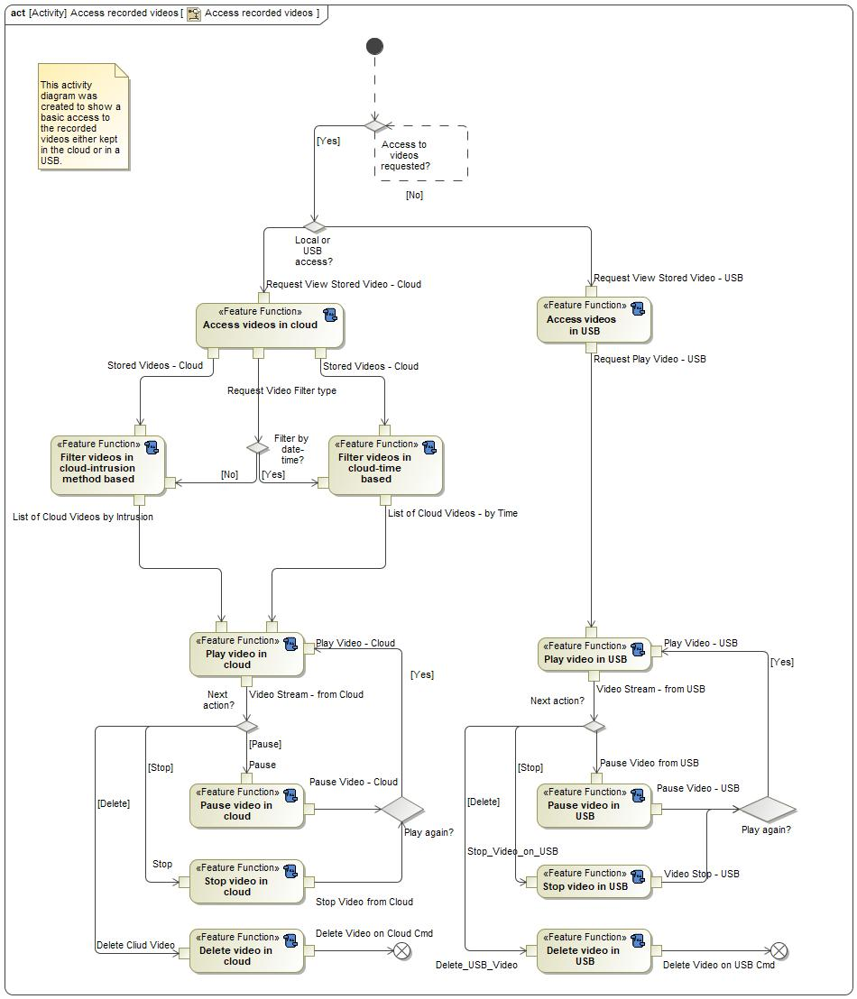 act [Activity] Access recorded videos [ Access recorded videos ]
This activity
diagram was
created to show a
basic access to
the recorded
videos either kept
in the cloud or in a
USB.
[Yes]
Access to
videos
requested?
[No]
Local or
USB
access?
Request View Stored Video - Cloud
Request View Stored Video - USB
«Feature Function»
Access videos in cloud
«Feature Function»
Access videos
in USB
Stored Videos - Cloud
Stored Videos - Cloud
Request Play Video - USB
Request Video Filter type
«Feature Function»
Filter videos in
cloud-intrusion
method based
Filter by
date-
time?
[No]
[Yes]
«Feature Function»
Filter videos in
cloud-time
based
List of Cloud Videos by Intrusion
List of Cloud Videos - by Time
«Feature Function»
Play video in
cloud
Play Video - Cloud
[Yes]
«Feature Function»
Play video in USB
Play Video - USB
[Yes]
Next
action?
Video Stream - from Cloud
Next action?
Video Stream - from USB
[Pause]
Pause
[Stop]
[Delete]
Pause Video from USB
[Stop]
[Delete]
«Feature Function»
Pause video in
cloud
Pause Video - Cloud
Play again?
«Feature Function»
Pause video in
USB
Pause Video - USB
Play again?
Stop
«Feature Function»
Stop video in
cloud
Stop Video from Cloud
Stop_Video_on_USB
«Feature Function»
Stop video in USB
Video Stop - USB
Delete Cliud Video
«Feature Function»
Delete video in
cloud
Delete Video on Cloud Cmd
Delete_USB_Video
«Feature Function»
Delete video in
USB
Delete Video on USB Cmd